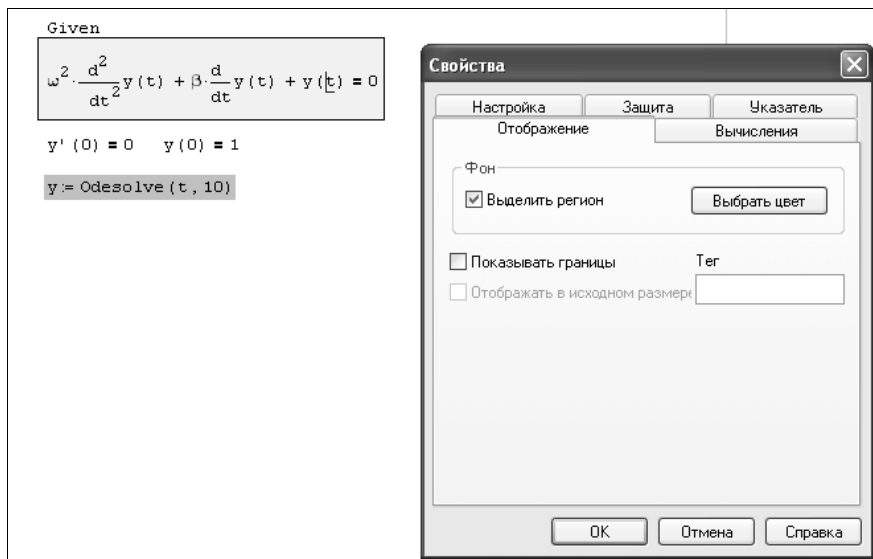 Given
ω²·d²/dt² y(t) + β·d/dt y(t) + y(t) = 0
y'(0) = 0 y(0) = 1
y := Odesolve(t, 10)
Свойства
Настройка Защита Указатель
Отображение Вычисления
Фон
Выделить регион Выбрать цвет
Показывать границы Тег
Отображать в исходном размере
OK Отмена Справка